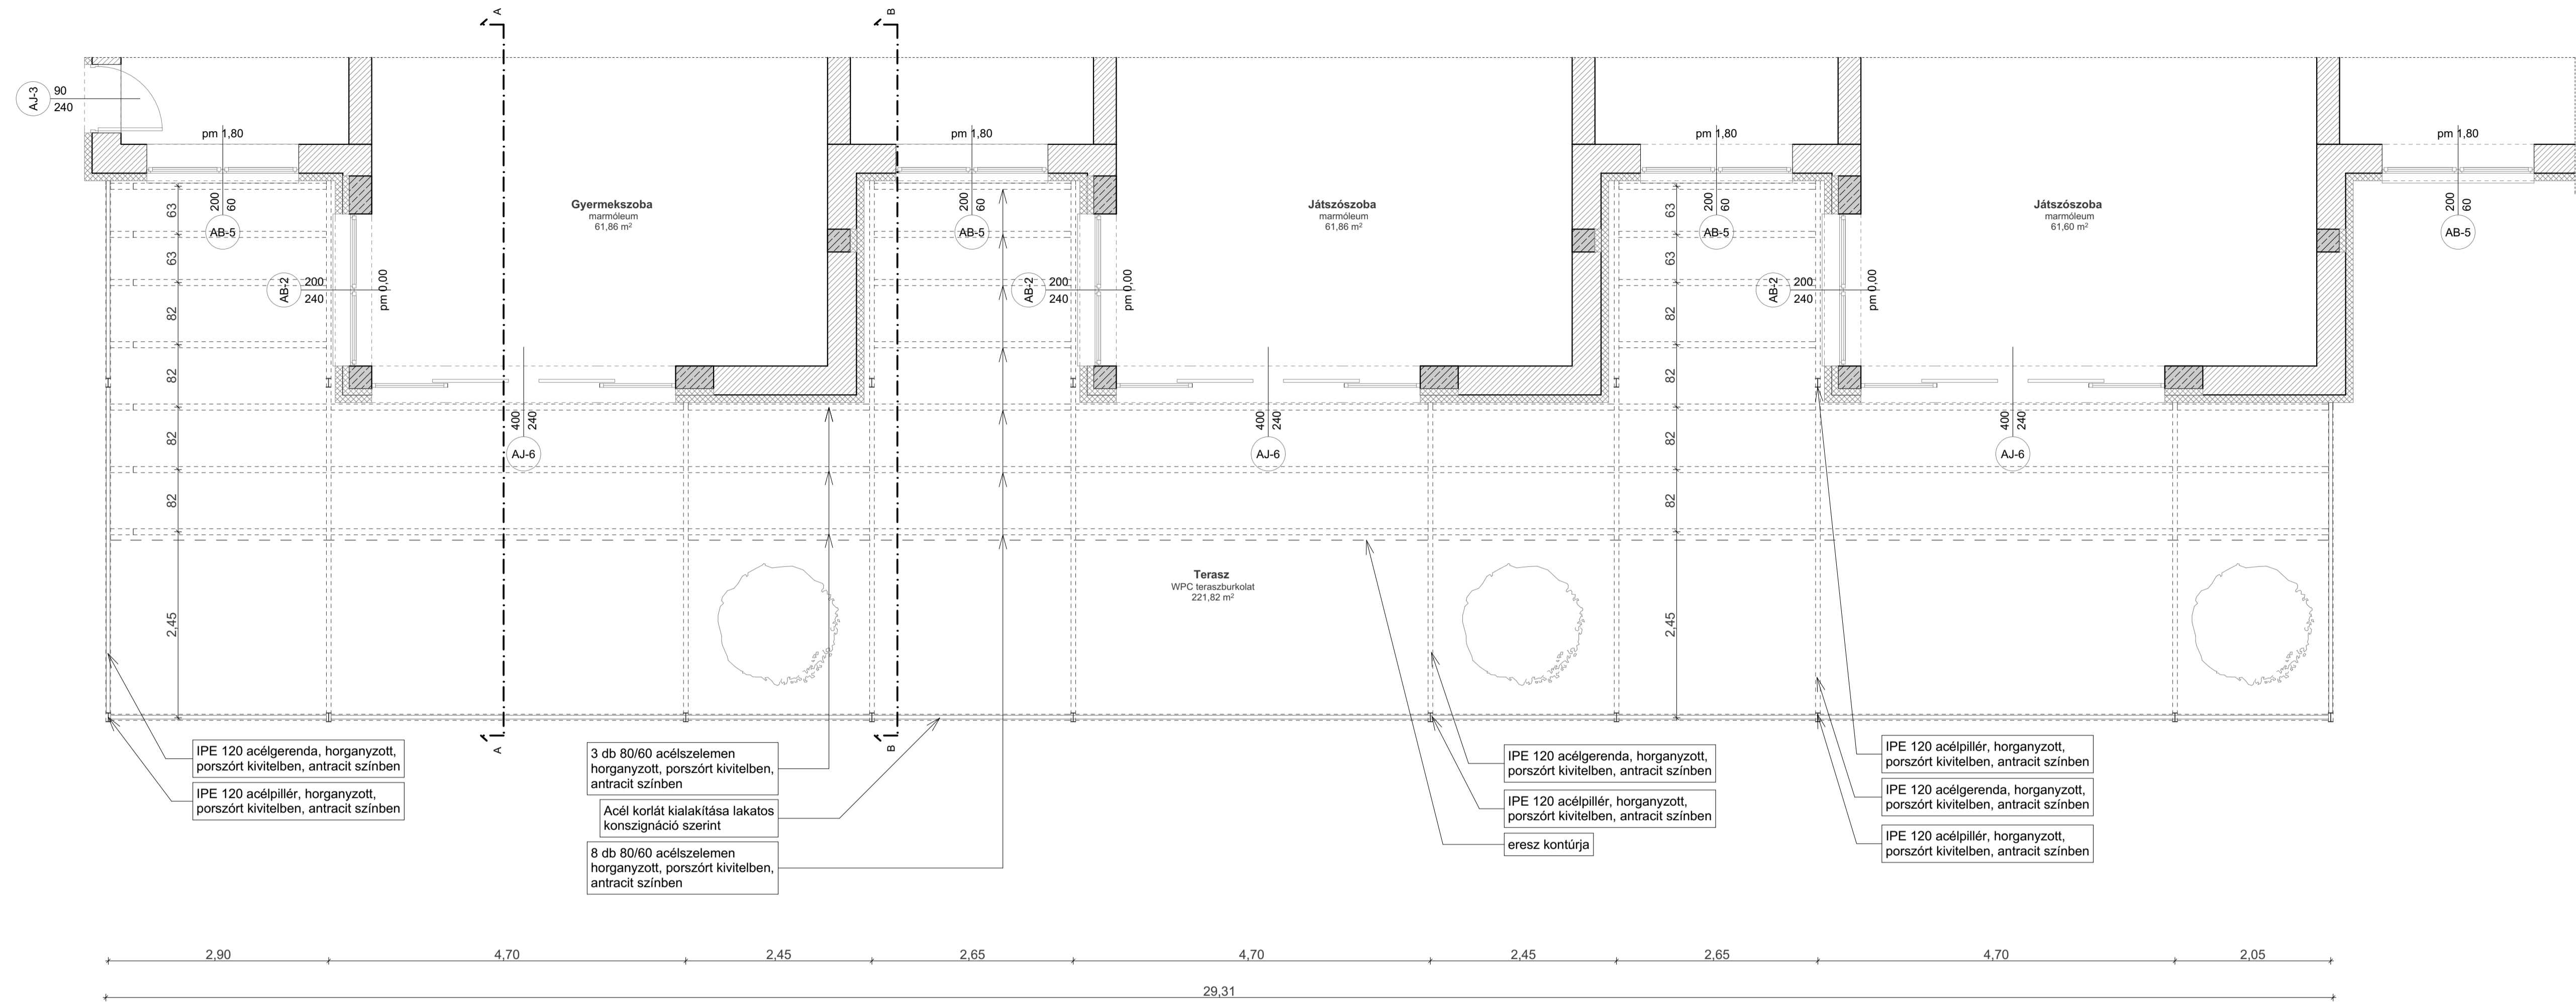 A
B
AJ-3
90
240
pm 1,80
pm 1,80
pm 1,80
pm 1,80
Gyermekszoba
marmóleum
61,86 m²
Játszószoba
marmóleum
61,86 m²
Játszószoba
marmóleum
61,60 m²
200
60
AB-5
200
60
AB-5
200
60
AB-5
200
60
AB-5
AB-2
200
240
pm 0,00
AB-2
200
240
pm 0,00
AB-2
200
240
pm 0,00
63
63
82
82
82
82
2,45
63
63
82
82
82
82
2,45
400
240
AJ-6
400
240
AJ-6
400
240
AJ-6
Terasz
WPC teraszburkolat
221,82 m²
A
B
IPE 120 acélgerenda, horganyzott,
porszórt kivitelben, antracit színben
IPE 120 acélpillér, horganyzott,
porszórt kivitelben, antracit színben
3 db 80/60 acélszelemen
horganyzott, porszórt kivitelben,
antracit színben
Acél korlát kialakítása lakatos
konszignáció szerint
8 db 80/60 acélszelemen
horganyzott, porszórt kivitelben,
antracit színben
IPE 120 acélgerenda, horganyzott,
porszórt kivitelben, antracit színben
IPE 120 acélpillér, horganyzott,
porszórt kivitelben, antracit színben
eresz kontúrja
IPE 120 acélpillér, horganyzott,
porszórt kivitelben, antracit színben
IPE 120 acélgerenda, horganyzott,
porszórt kivitelben, antracit színben
IPE 120 acélpillér, horganyzott,
porszórt kivitelben, antracit színben
2,90
4,70
2,45
2,65
4,70
2,45
2,65
4,70
2,05
29,31